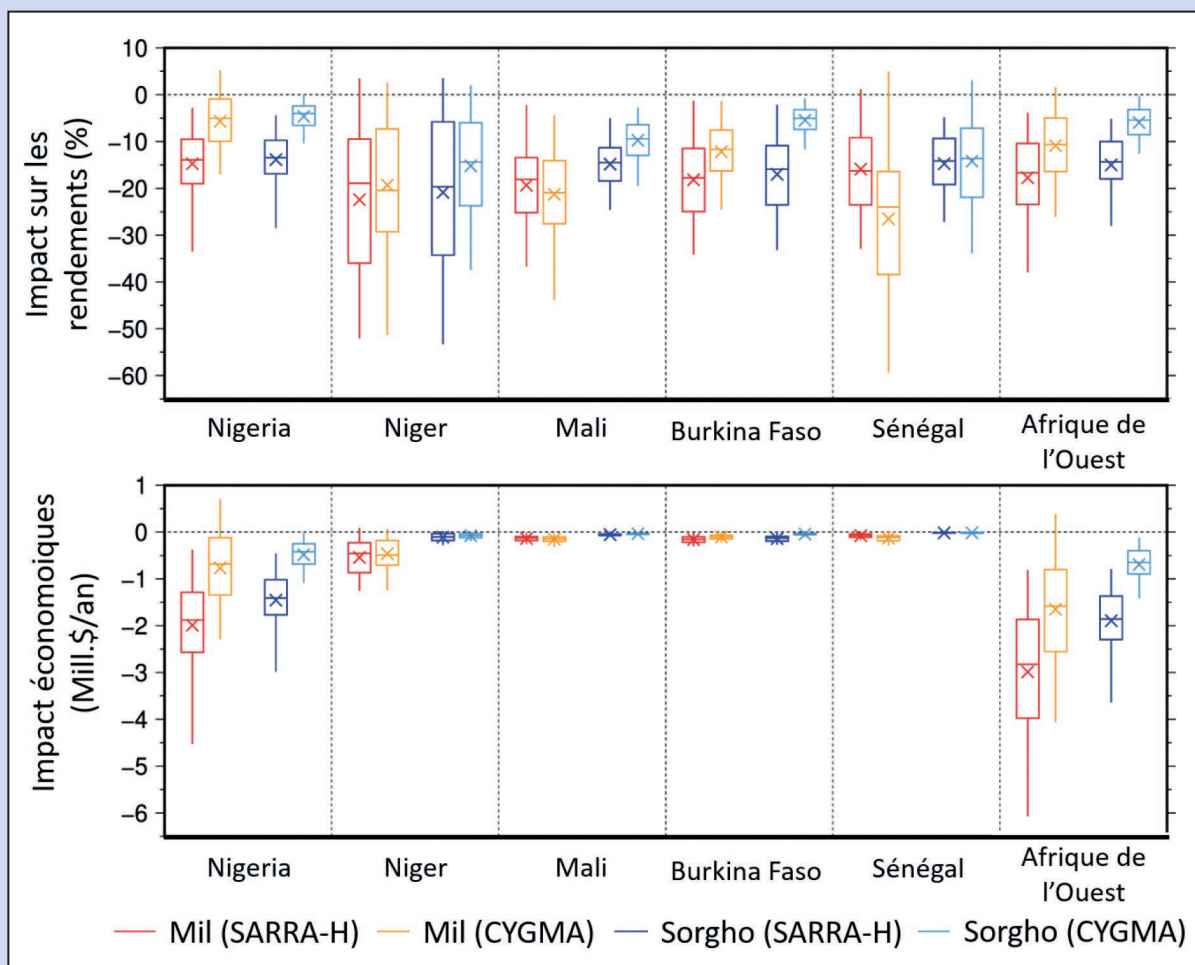 Impact sur les
rendements (%)
10
0
−10
−20
−30
−40
−50
−60
Nigeria
Niger
Mali
Burkina Faso
Sénégal
Afrique de
l’Ouest
Impact économoiques
(Mill.$/an)
1
0
−1
−2
−3
−4
−5
−6
Nigeria
Niger
Mali
Burkina Faso
Sénégal
Afrique de
l’Ouest
Mil (SARRA-H) Mil (CYGMA) Sorgho (SARRA-H) Sorgho (CYGMA)